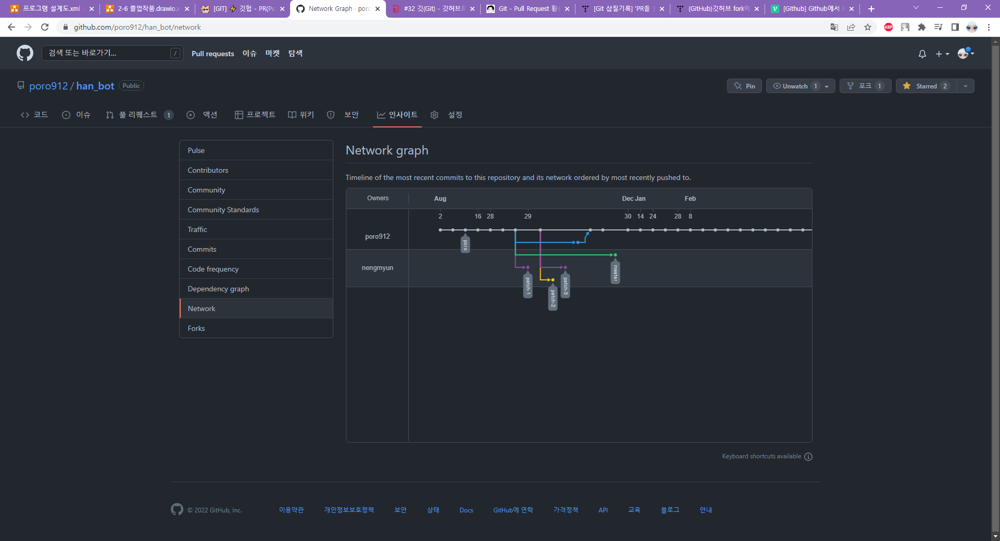 프로그램 설계도.xml -
2-6 졸업작품.drawio.x
[GIT] ⚡ 깃헙 - PR(Pu
Network Graph · poro
#32 깃(Git) - 깃허브로
Git - Pull Request 활
[Git 삽질기록] 'PR을
(GitHub)깃허브 fork
[Github] Github에서
github.com/poro912/han_bot/network
ABP
검색 또는 바로가기...
/
Pull requests 이슈 마켓 탐색
poro912 / han_bot Public
Pin
Unwatch 1
포크 1
Starred 2
코드 이슈 풀 리퀘스트 1 액션 프로젝트 위키 보안 인사이트 설정
Pulse
Contributors
Community
Community Standards
Traffic
Commits
Code frequency
Dependency graph
Network
Forks
Network graph
Timeline of the most recent commits to this repository and its network ordered by most recently pushed to.
Owners Aug Dec Jan Feb
2 16 28 29 30 14 24 28 8
poro912
poro
nengmyun
master
patch-1
patch-3
patch-2
Keyboard shortcuts available
© 2022 GitHub, Inc. 이용약관 개인정보보호정책 보안 상태 Docs GitHub에 연락 가격정책 API 교육 블로그 안내